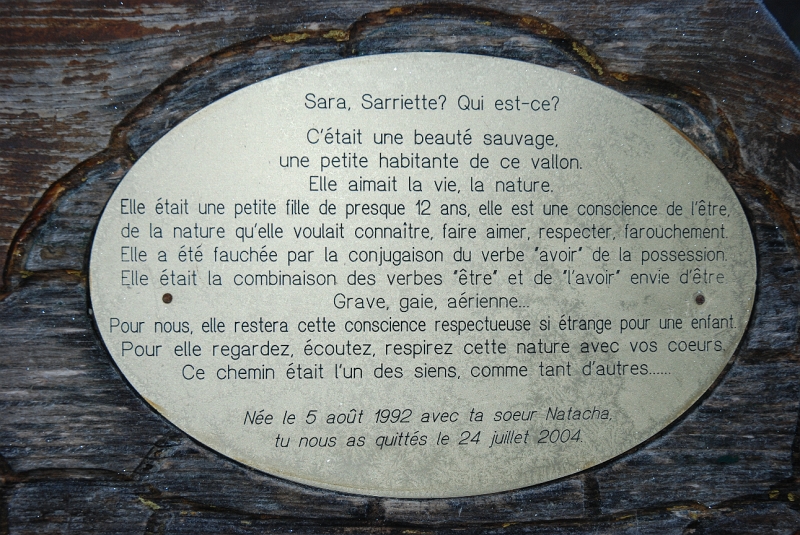 Sara, Sarriette? Qui est-ce?
C'était une beauté sauvage,
une petite habitante de ce vallon.
Elle aimait la vie, la nature.
Elle était une petite fille de presque 12 ans, elle est une conscience de l'être,
de la nature qu'elle voulait connaître, faire aimer, respecter, farouchement.
Elle a été fauchée par la conjugaison du verbe "avoir" de la possession.
Elle était la combinaison des verbes "être" et de "l'avoir" envie d'être
Grave, gaie, aérienne...
Pour nous, elle restera cette conscience respectueuse si étrange pour une enfant.
Pour elle regardez, écoutez, respirez cette nature avec vos coeurs.
Ce chemin était l'un des siens, comme tant d'autres......
Née le 5 août 1992 avec ta soeur Natacha,
tu nous as quittés le 24 juillet 2004.